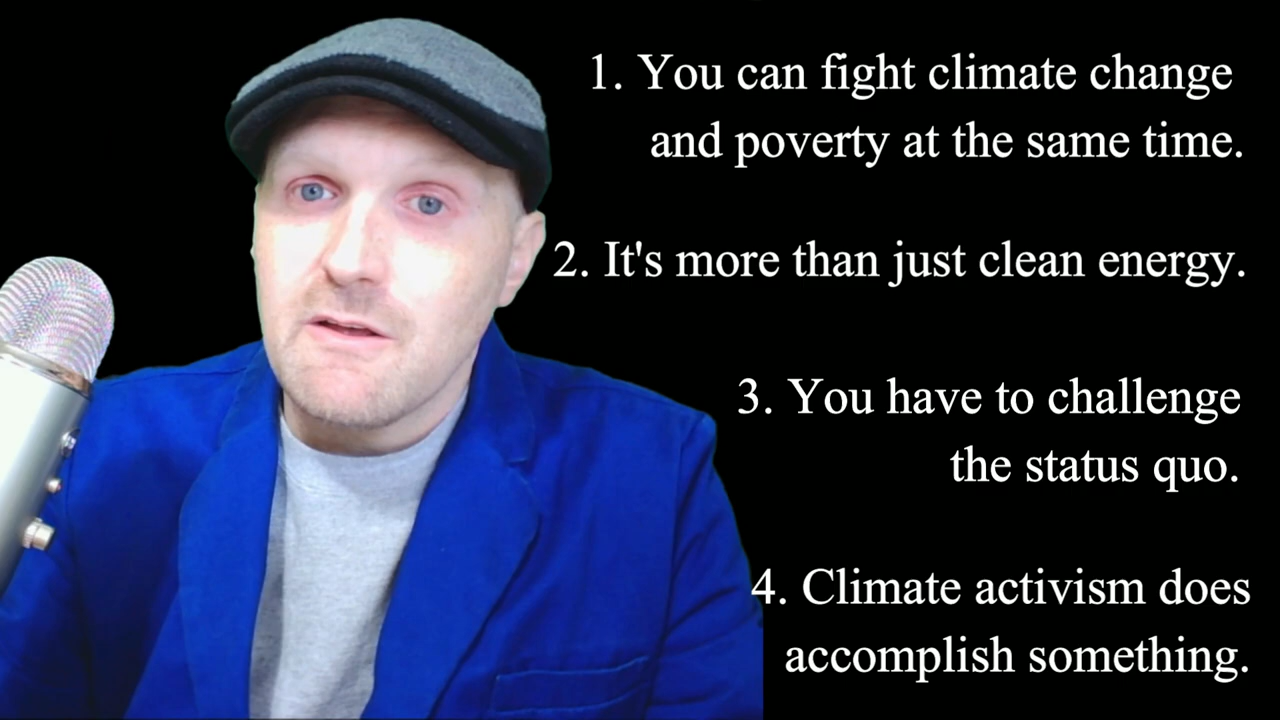 1. You can fight climate change
and poverty at the same time.
2. It's more than just clean energy.
3. You have to challenge
the status quo.
4. Climate activism does
accomplish something.